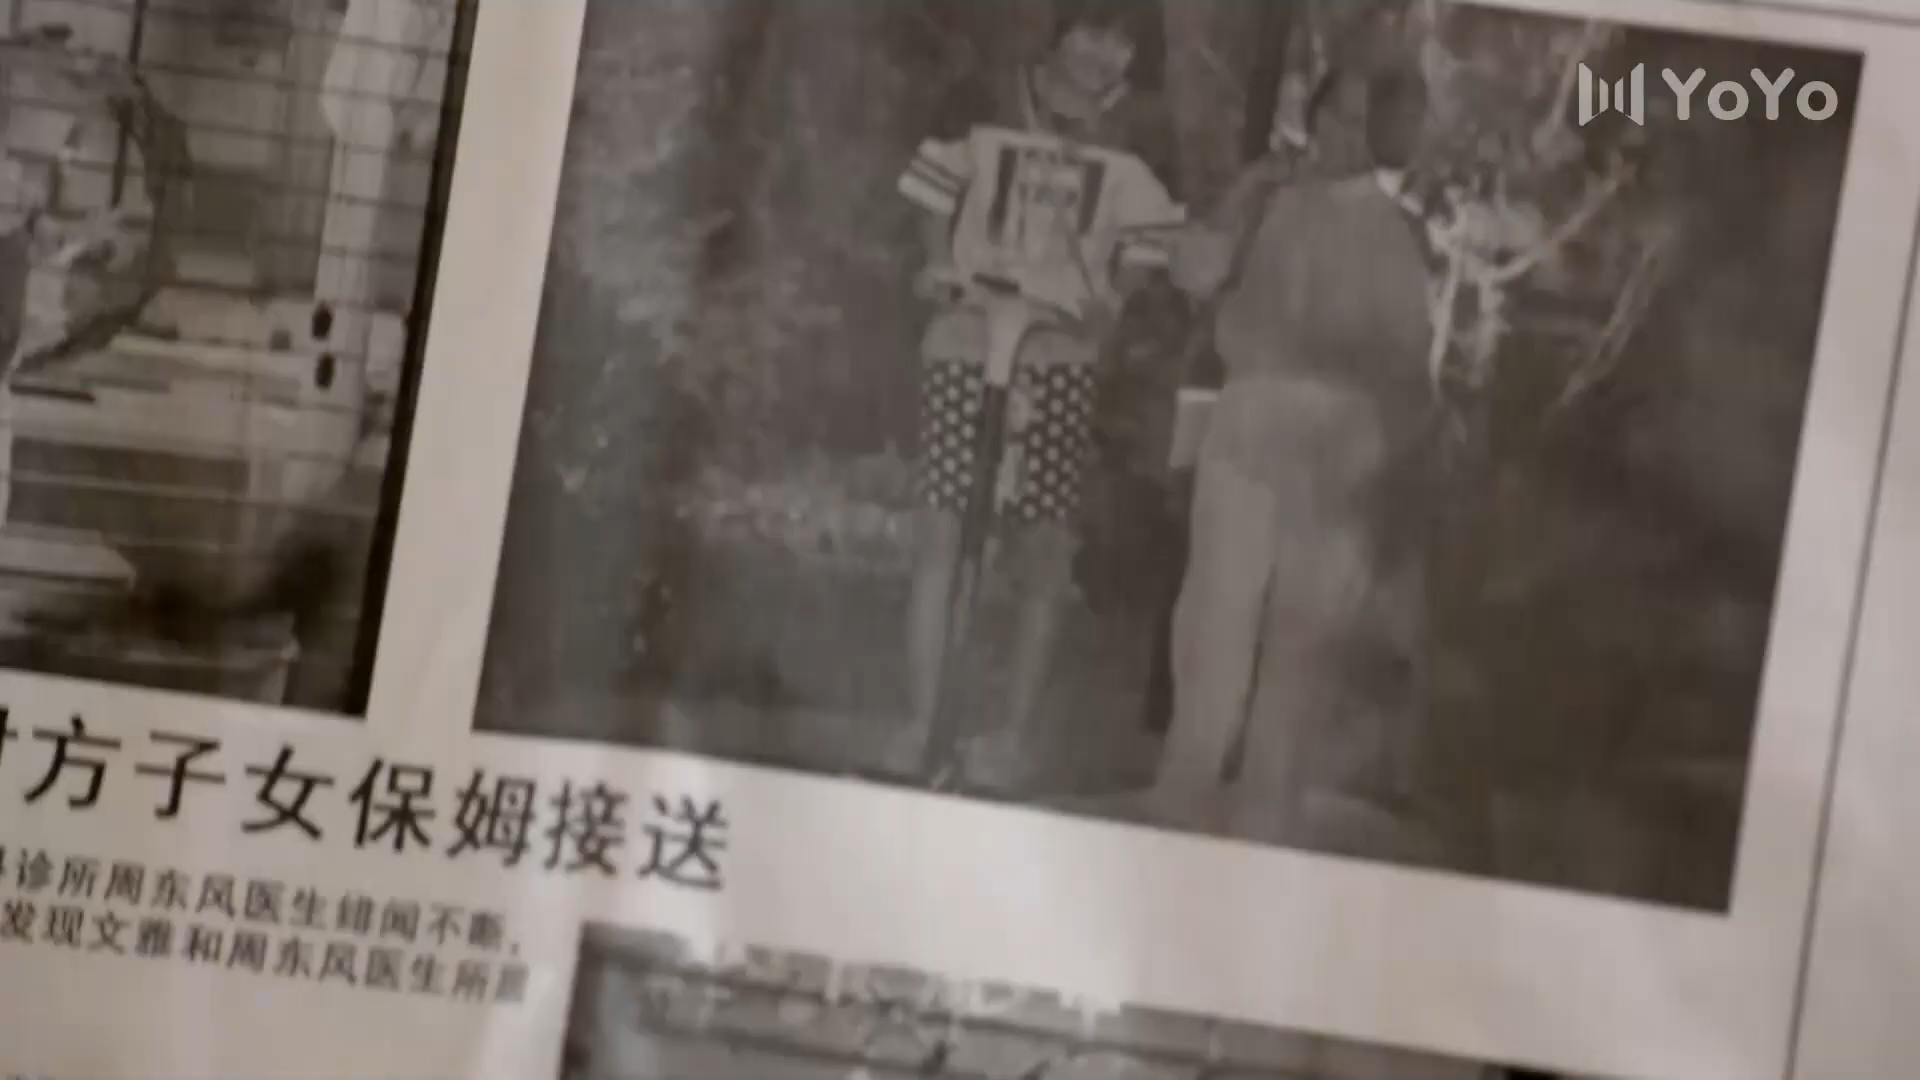 YoYo
方子女保姆接送
诊所周东风医生绯闻不断，
发现文雅和周东风医生所